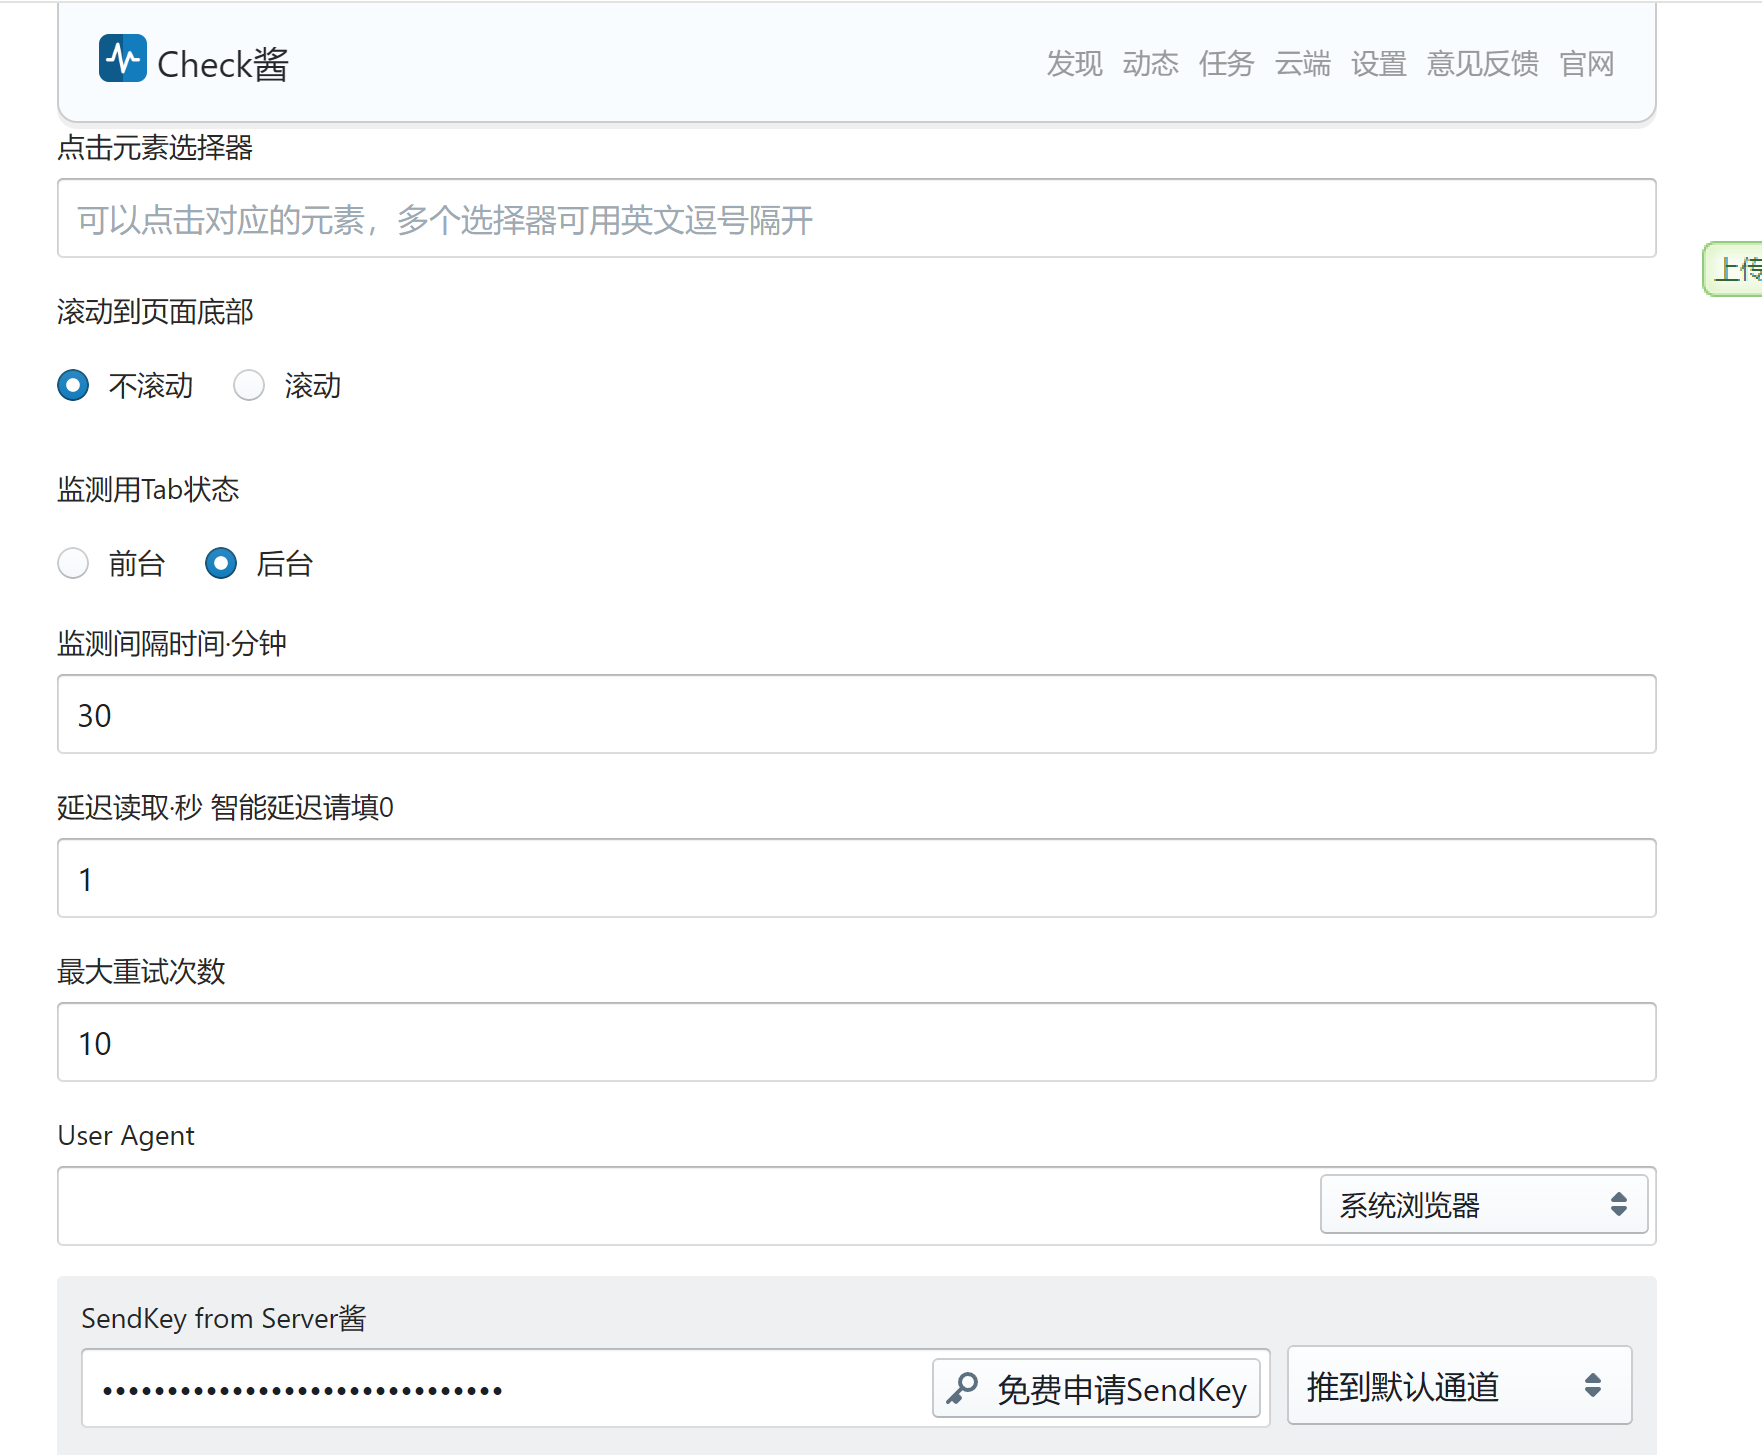 Check酱
发现 动态 任务 云端 设置 意见反馈 官网
点击元素选择器
可以点击对应的元素，多个选择器可用英文逗号隔开
上传
滚动到页面底部
不滚动 滚动
监测用Tab状态
前台 后台
监测间隔时间·分钟
30
延迟读取·秒 智能延迟请填0
1
最大重试次数
10
User Agent
系统浏览器
SendKey from Server酱
•••••••••••••••••••••••••••••••
免费申请SendKey
推到默认通道